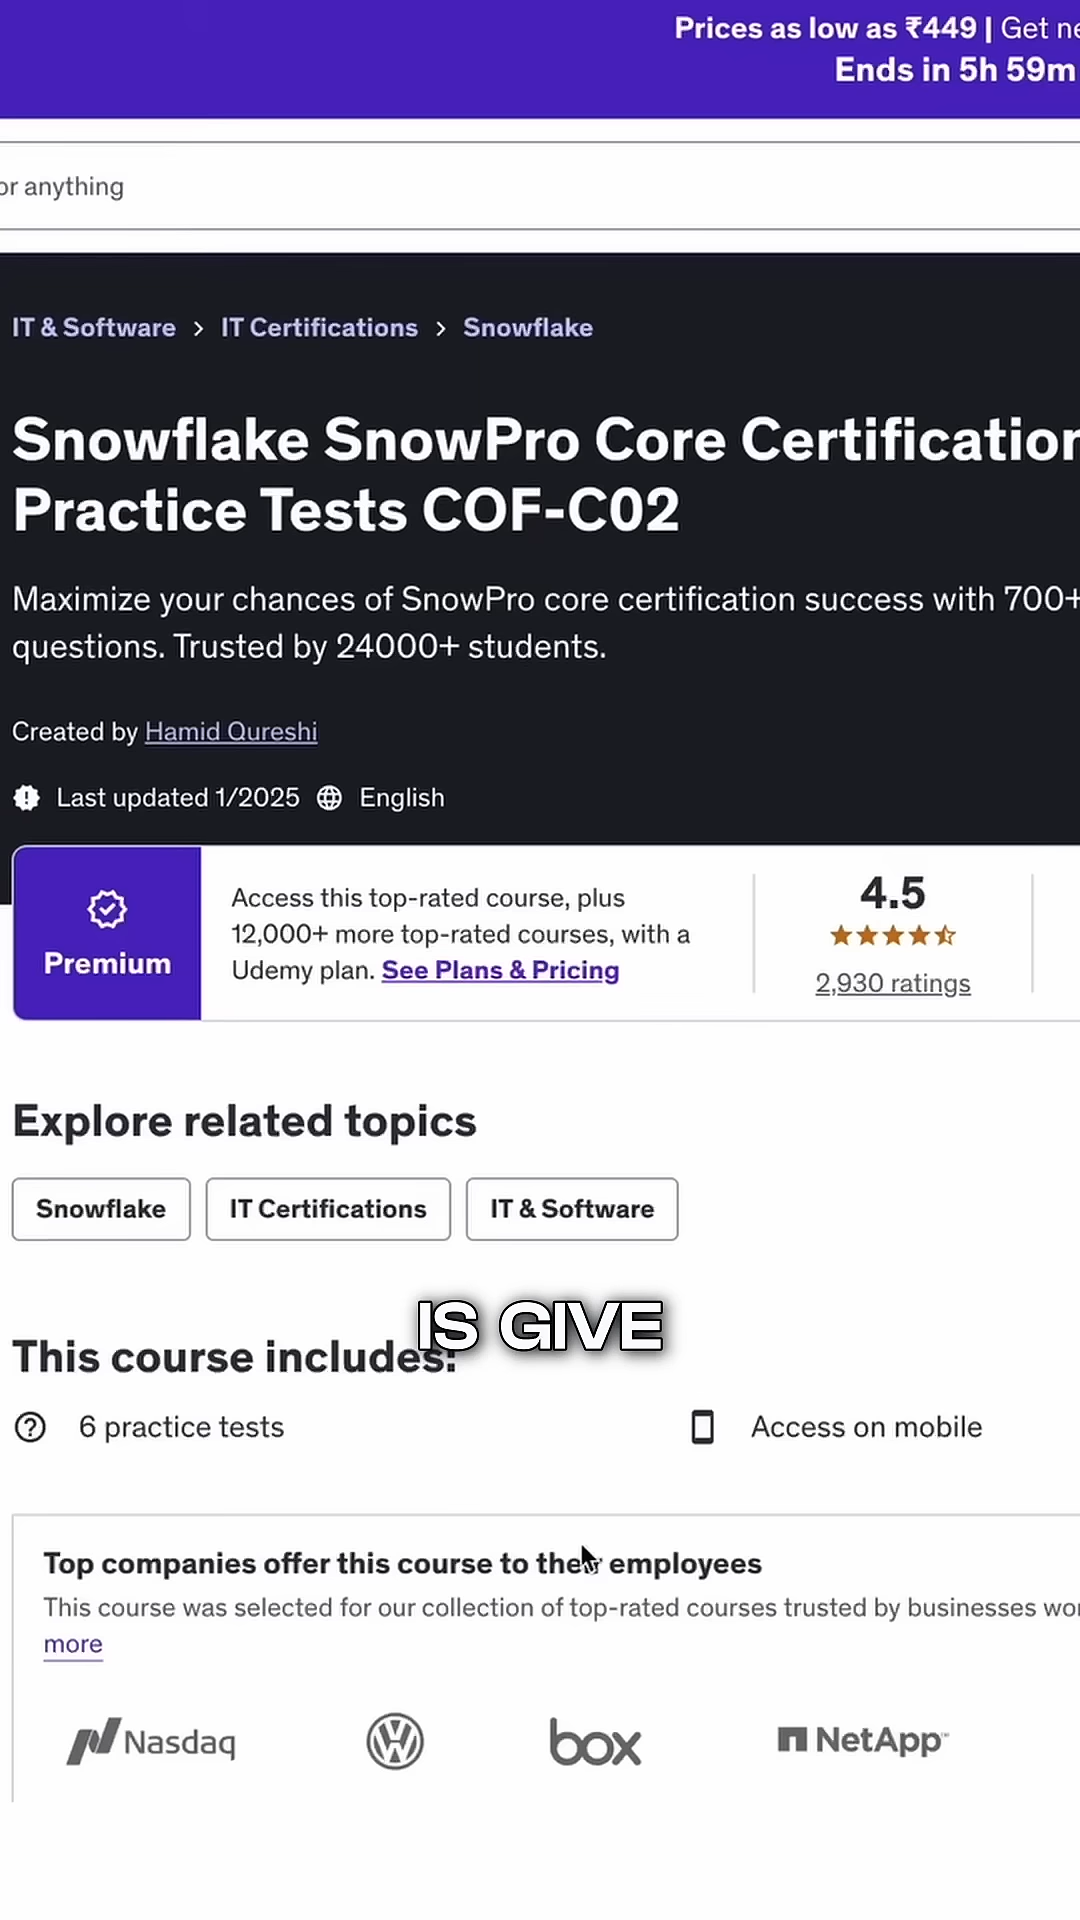 Prices as low as ₹449 | Get ne
Ends in 5h 59m
or anything
IT & Software > IT Certifications > Snowflake
Snowflake SnowPro Core Certification
Practice Tests COF-C02
Maximize your chances of SnowPro core certification success with 700+
questions. Trusted by 24000+ students.
Created by Hamid Qureshi
Last updated 1/2025 English
Premium
Access this top-rated course, plus
12,000+ more top-rated courses, with a
Udemy plan. See Plans & Pricing
4.5
2,930 ratings
Explore related topics
Snowflake IT Certifications IT & Software
IS GIVE
This course includes:
6 practice tests Access on mobile
Top companies offer this course to their employees
This course was selected for our collection of top-rated courses trusted by businesses wor
more
Nasdaq VW box NetApp